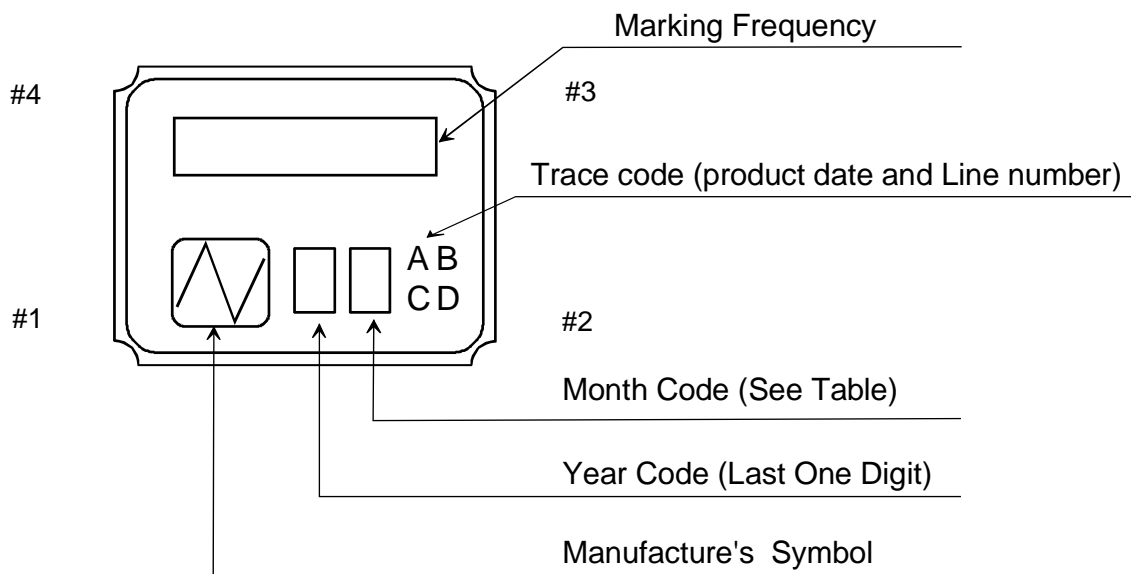 Marking Frequency
#4
#3
Trace code (product date and Line number)
A B
C D
#1
#2
Month Code (See Table)
Year Code (Last One Digit)
Manufacture's Symbol